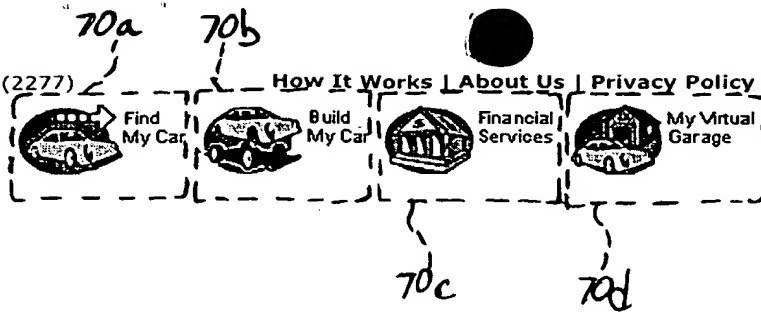 70a 70b
(2277) How It Works | About Us | Privacy Policy
Find My Car
Build My Car
Financial Services
My Virtual Garage
70c 70d